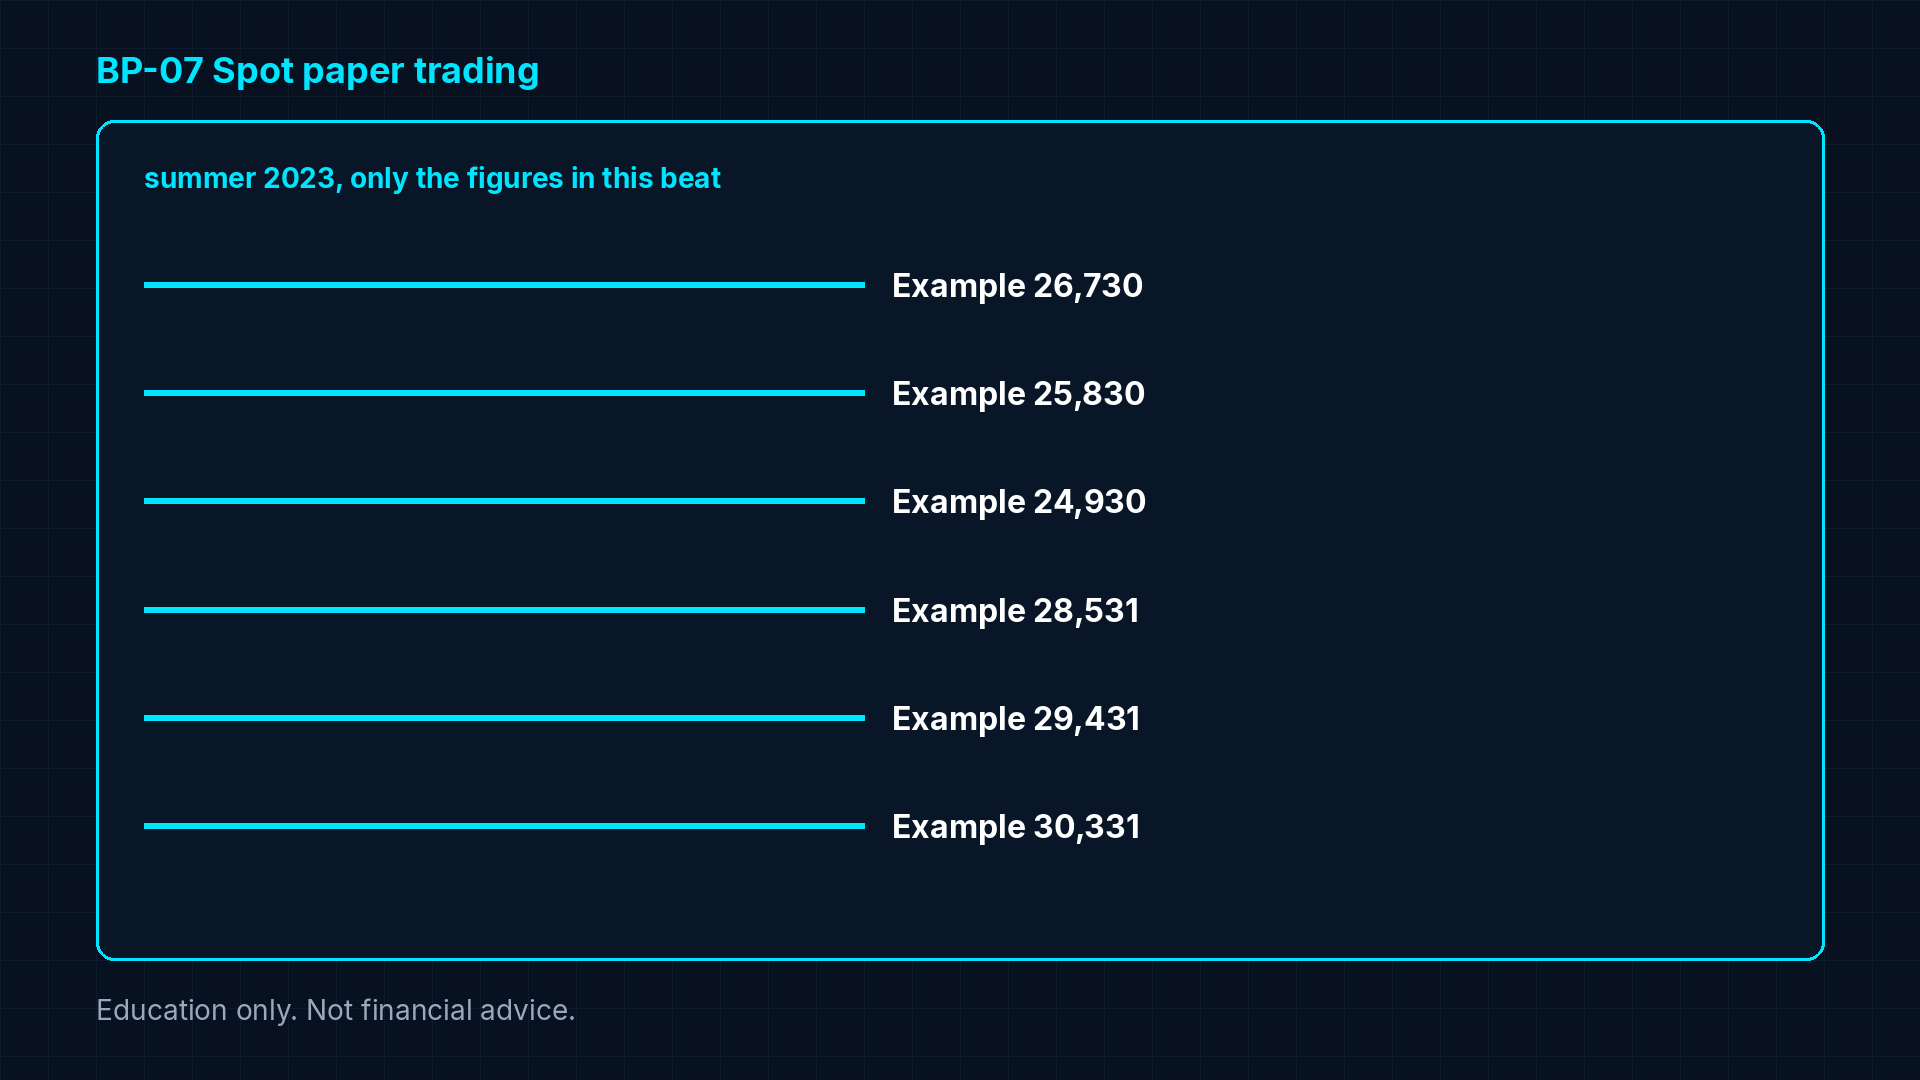 BP-07 Spot paper trading
summer 2023, only the figures in this beat
Example 26,730
Example 25,830
Example 24,930
Example 28,531
Example 29,431
Example 30,331
Education only. Not financial advice.